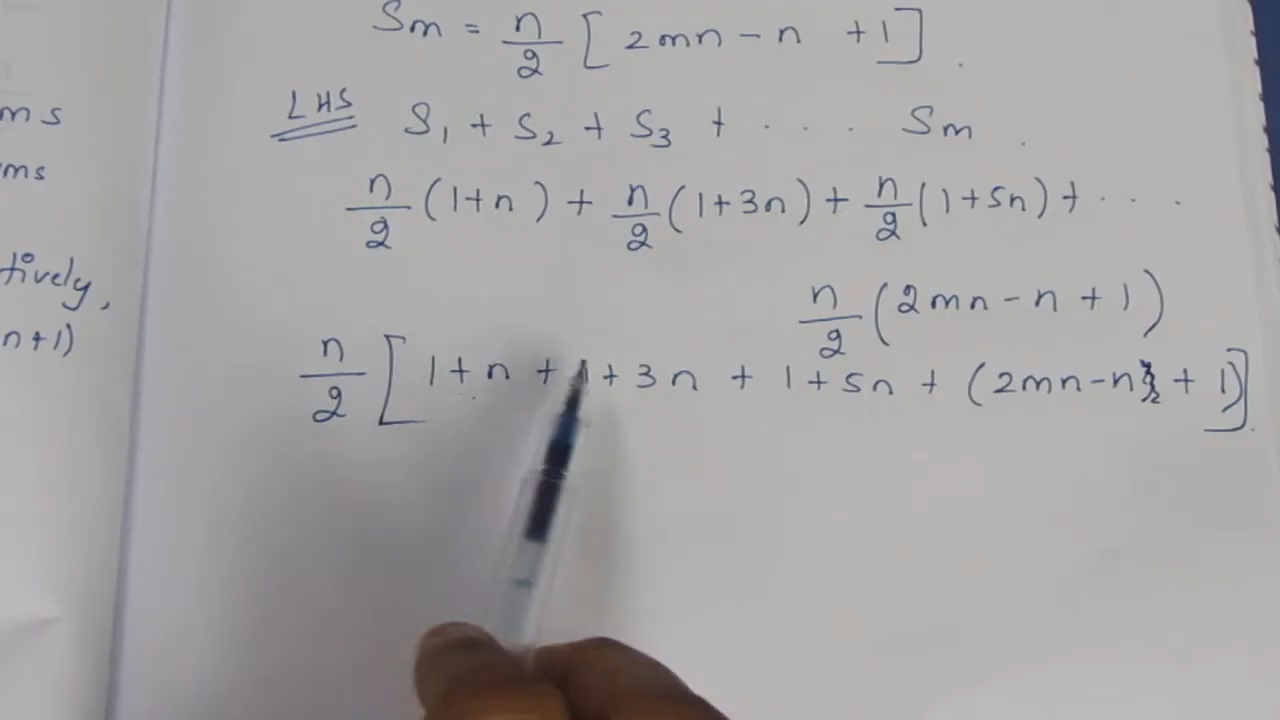 ms
ms
tively,
n+1)
Sm = n/2 [2mn - n + 1].
LHS S₁ + S₂ + S₃ + . . . Sm.
n/2 (1+n) + n/2 (1+3n) + n/2 (1+5n) + . . .
n/2 (2mn - n + 1)
n/2 [1+n + 1+3n + 1+5n + (2mn-n + 1)].